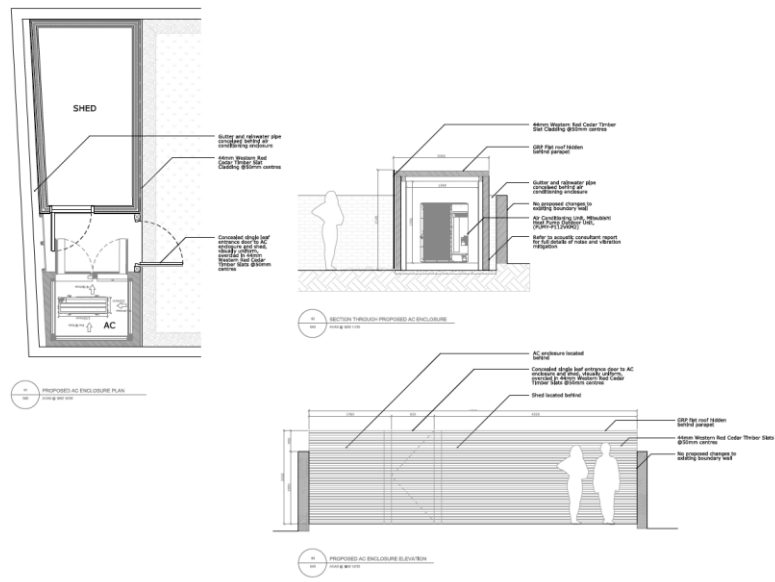 SHED
Gutter and rainwater pipe
concealed behind air
conditioning enclosure
44mm Western Red
Cedar Timber Slat
Cladding @50mm centres
Concealed single leaf
entrance door to AC
enclosure and shed,
visually uniform,
overclad in 44mm
Western Red Cedar
Timber Slats @50mm
centres
AC
PROPOSED AC ENCLOSURE PLAN
44mm Western Red Cedar Timber
Slat Cladding @50mm centres
GRP Flat roof hidden
behind parapet
Gutter and rainwater pipe
concealed behind air
conditioning enclosure
No proposed changes to
existing boundary wall
Air Conditioning Unit, Mitsubishi
Heat Pump Outdoor Unit,
Refer to acoustic consultant report
for full details of noise and vibration
mitigation
SECTION THROUGH PROPOSED AC ENCLOSURE
AC enclosure located
behind
Concealed single leaf entrance door to AC
enclosure and shed, visually uniform,
overclad in 44mm Western Red Cedar
Timber Slats @50mm centres
Shed located behind
GRP flat roof hidden
behind parapet
44mm Western Red Cedar Timber Slats
@50mm centres
No proposed changes to
existing boundary wall
PROPOSED AC ENCLOSURE ELEVATION